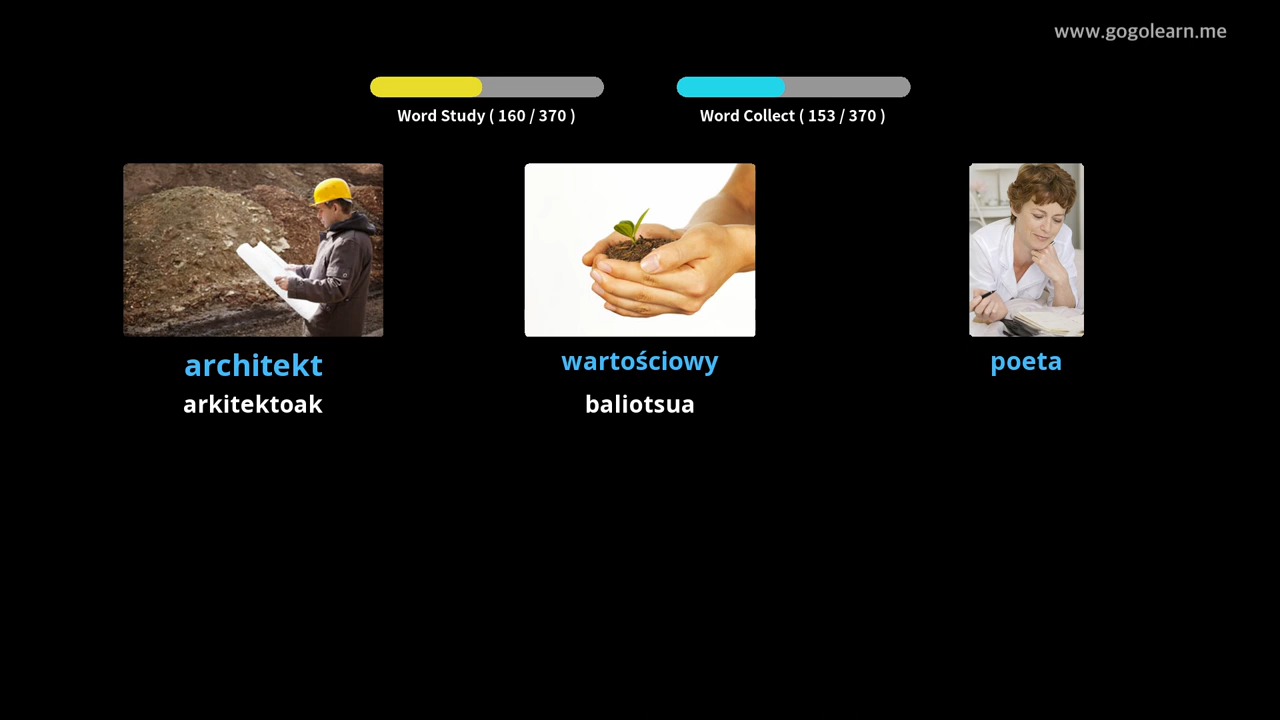 www.gogolearn.me
Word Study ( 160 / 370 )
Word Collect ( 153 / 370 )
architekt
arkitektoak
wartościowy
baliotsua
poeta